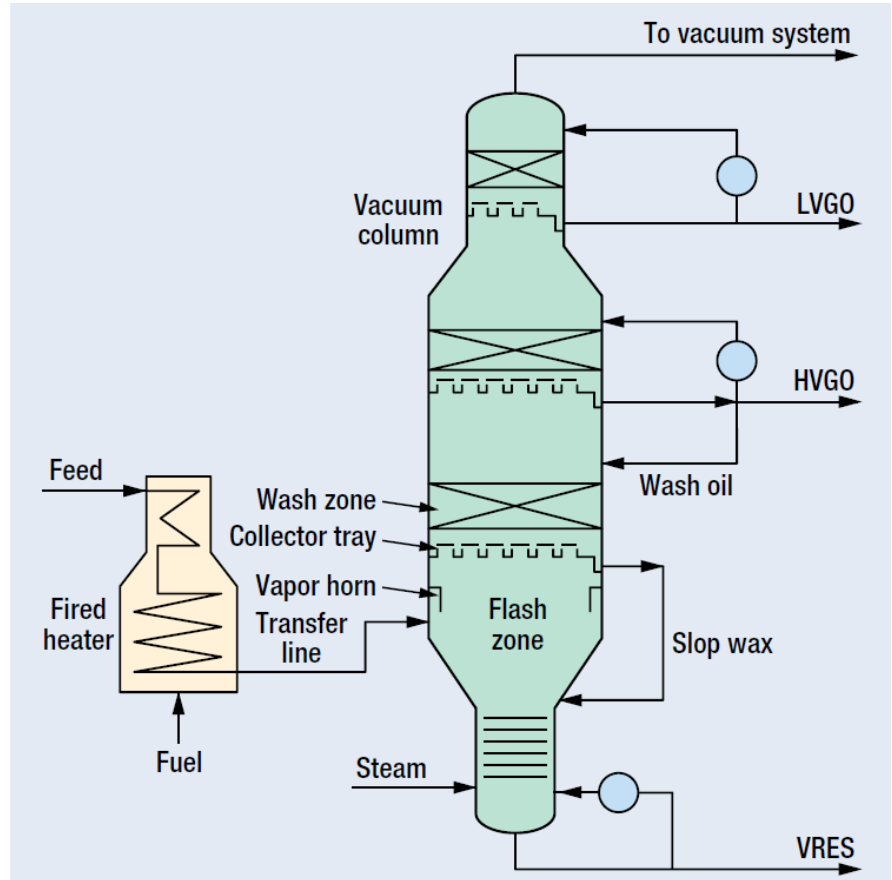 To vacuum system
Vacuum
column
LVGO
HVGO
Feed
Wash zone
Wash oil
Collector tray
Vapor horn
Fired
heater
Transfer
line
Flash
zone
Slop wax
Fuel
Steam
VRES